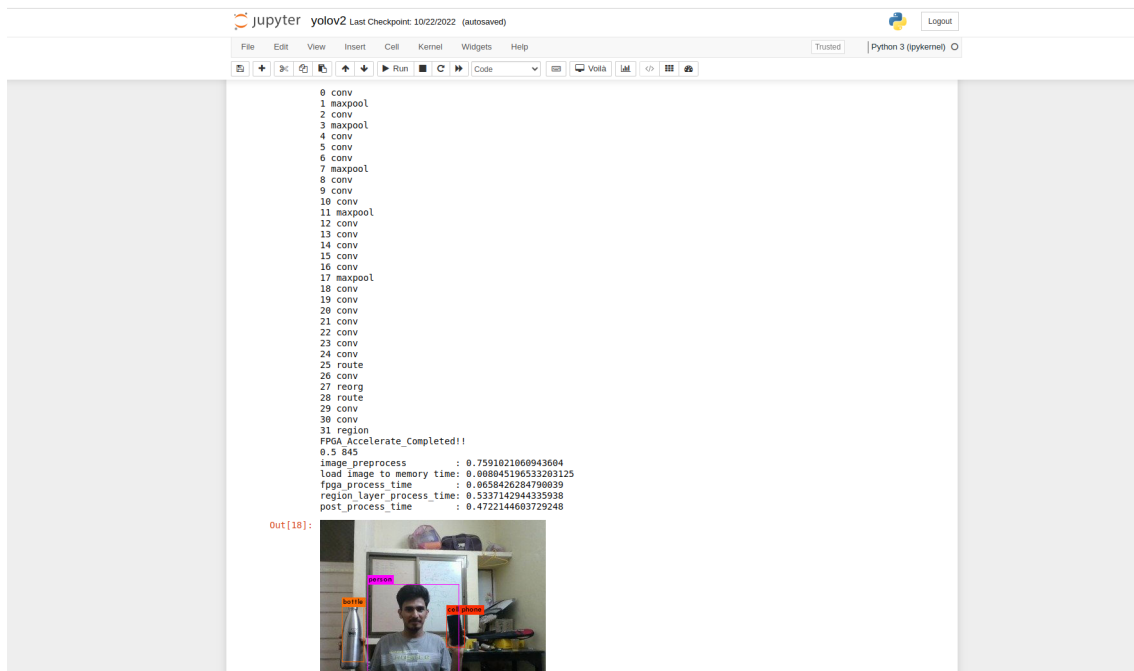 jupyter yolov2 Last Checkpoint: 10/22/2022 (autosaved) Logout
File Edit View Insert Cell Kernel Widgets Help Trusted Python 3 (ipykernel)
Run Code Voilà
0 conv
1 maxpool
2 conv
3 maxpool
4 conv
5 conv
6 conv
7 maxpool
8 conv
9 conv
10 conv
11 maxpool
12 conv
13 conv
14 conv
15 conv
16 conv
17 maxpool
18 conv
19 conv
20 conv
21 conv
22 conv
23 conv
24 conv
25 route
26 conv
27 reorg
28 route
29 conv
30 conv
31 region
FPGA_Accelerate_Completed!!
0.5 845
image_preprocess : 0.7591021060943604
load image to memory time: 0.008045196533203125
fpga_process_time : 0.0658426284790039
region_layer_process_time: 0.5337142944335938
post_process_time : 0.4722144603729248
Out[18]:
person
bottle
cell phone